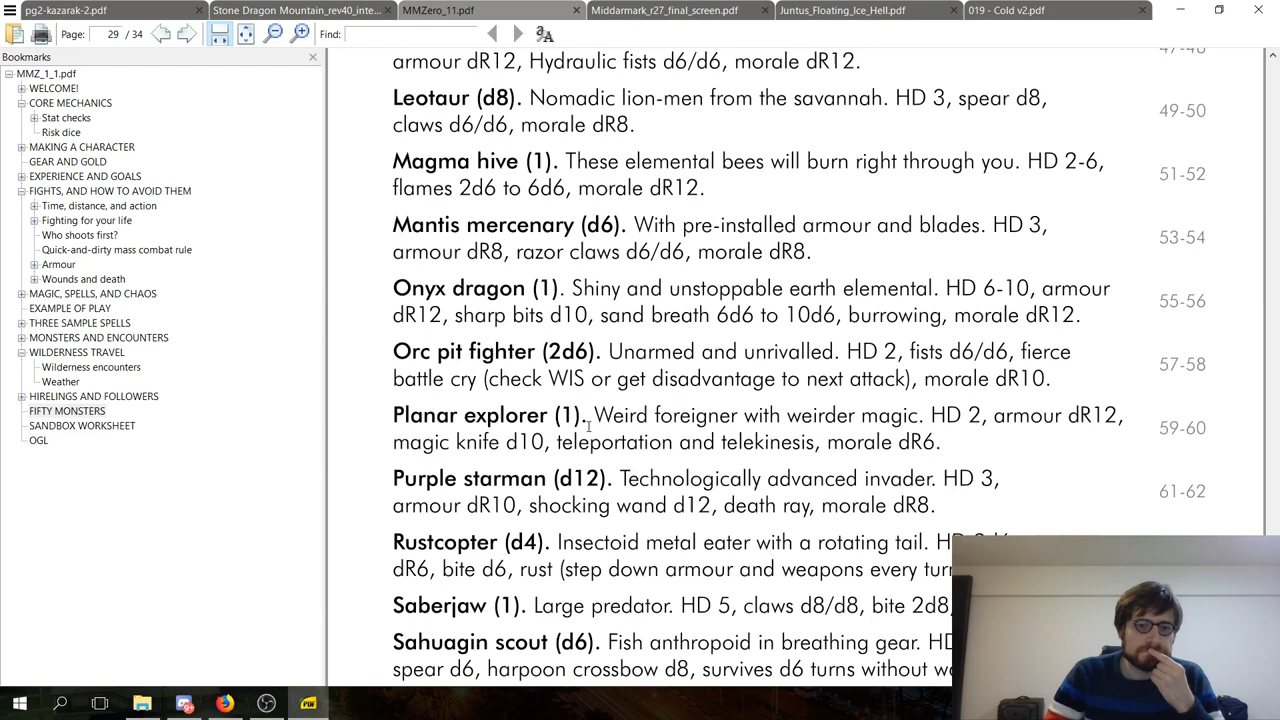 pg2-kazarak-2.pdf
Stone Dragon Mountain_rev40_inte...
MMZero_11.pdf
Middarmark_r27_final_screen.pdf
Juntus_Floating_Ice_Hell.pdf
019 - Cold v2.pdf
Page: 29 / 34
Find:
Bookmarks
MMZ_1_1.pdf
WELCOME!
CORE MECHANICS
Stat checks
Risk dice
MAKING A CHARACTER
GEAR AND GOLD
EXPERIENCE AND GOALS
FIGHTS, AND HOW TO AVOID THEM
Time, distance, and action
Fighting for your life
Who shoots first?
Quick-and-dirty mass combat rule
Armour
Wounds and death
MAGIC, SPELLS, AND CHAOS
EXAMPLE OF PLAY
THREE SAMPLE SPELLS
MONSTERS AND ENCOUNTERS
WILDERNESS TRAVEL
Wilderness encounters
Weather
HIRELINGS AND FOLLOWERS
FIFTY MONSTERS
SANDBOX WORKSHEET
OGL
47-48
armour dR12, Hydraulic fists d6/d6, morale dR12.
Leotaur (d8). Nomadic lion-men from the savannah. HD 3, spear d8,
claws d6/d6, morale dR8.
49-50
Magma hive (1). These elemental bees will burn right through you. HD 2-6,
flames 2d6 to 6d6, morale dR12.
51-52
Mantis mercenary (d6). With pre-installed armour and blades. HD 3,
armour dR8, razor claws d6/d6, morale dR8.
53-54
Onyx dragon (1). Shiny and unstoppable earth elemental. HD 6-10, armour
dR12, sharp bits d10, sand breath 6d6 to 10d6, burrowing, morale dR12.
55-56
Orc pit fighter (2d6). Unarmed and unrivalled. HD 2, fists d6/d6, fierce
battle cry (check WIS or get disadvantage to next attack), morale dR10.
57-58
Planar explorer (1). Weird foreigner with weirder magic. HD 2, armour dR12,
magic knife d10, teleportation and telekinesis, morale dR6.
59-60
Purple starman (d12). Technologically advanced invader. HD 3,
armour dR10, shocking wand d12, death ray, morale dR8.
61-62
Rustcopter (d4). Insectoid metal eater with a rotating tail.
dR6, bite d6, rust (step down armour and weapons every turn
Saberjaw (1). Large predator. HD 5, claws d8/d8, bite 2d8,
Sahuagin scout (d6). Fish anthropoid in breathing gear.
spear d6, harpoon crossbow d8, survives d6 turns without